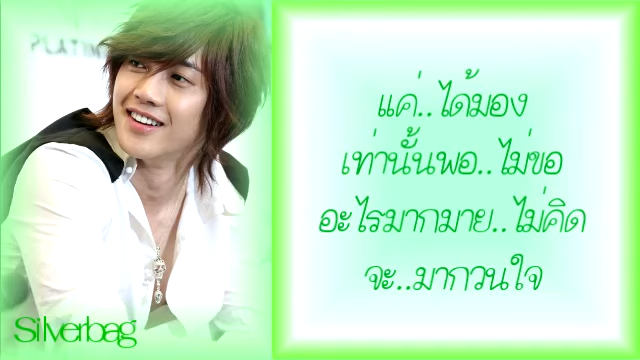 PLATIN
แค่..ได้มอง
เท่านั้นพอ..ไม่ขอ
อะไรมากมาย..ไม่คิด
จะ..มากวนใจ
Silverbag